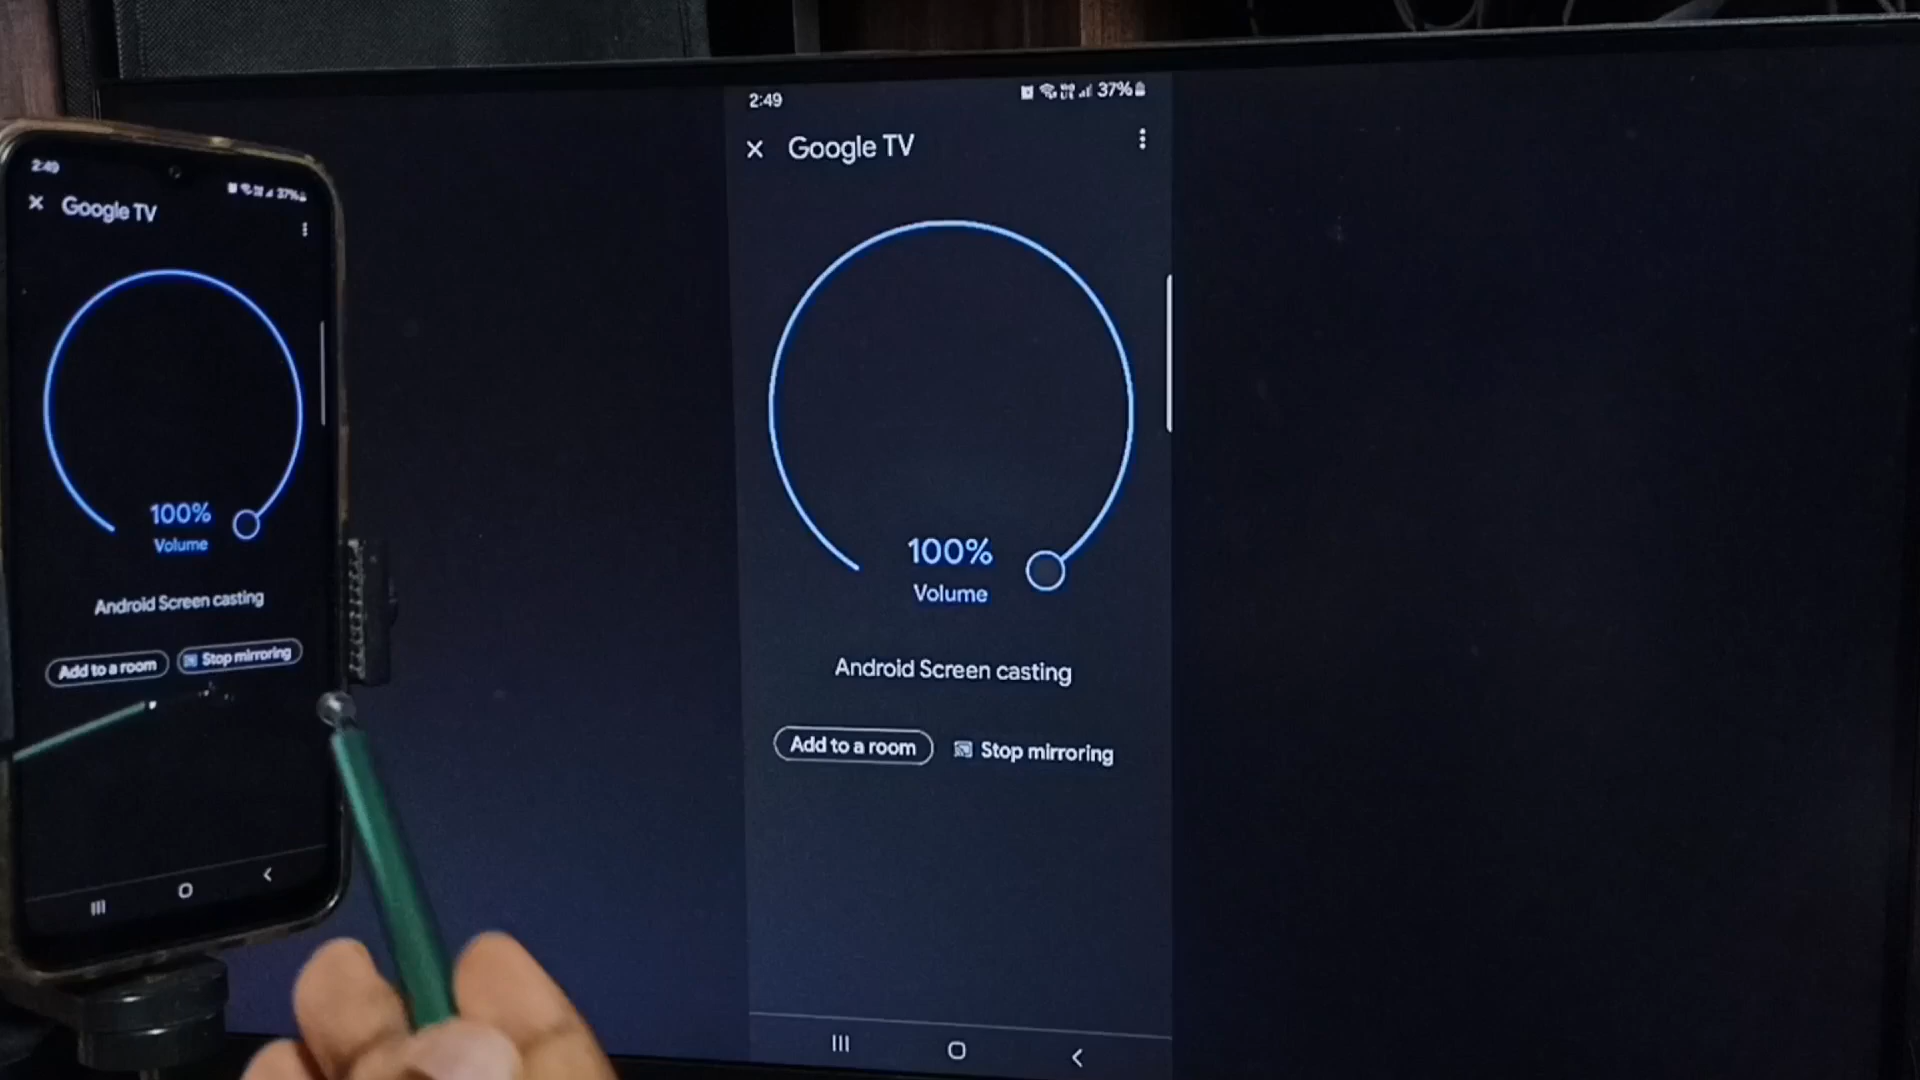 2:49
37%
Google TV
100%
Volume
Android Screen casting
Add to a room
Stop mirroring
2:49
37%
Google TV
100%
Volume
Android Screen casting
Add to a room
Stop mirroring